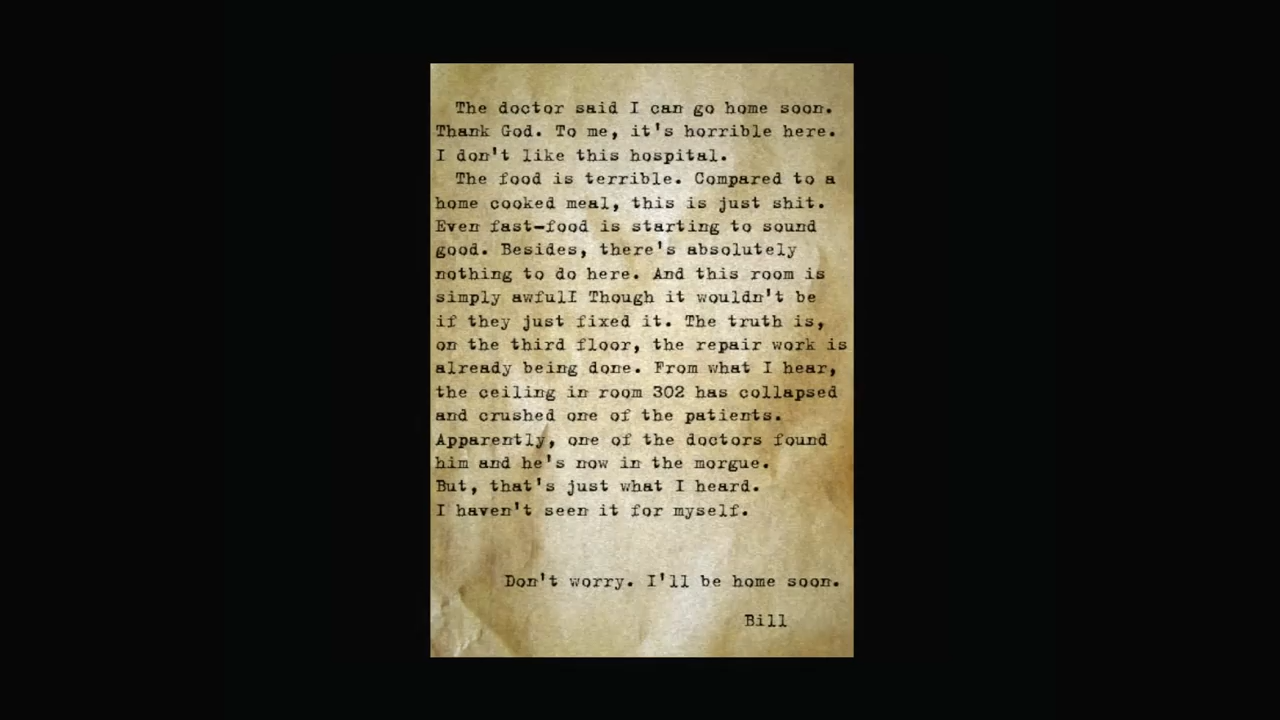 The doctor said I can go home soon.
Thank God. To me, it's horrible here.
I don't like this hospital.
The food is terrible. Compared to a
home cooked meal, this is just shit.
Even fast-food is starting to sound
good. Besides, there's absolutely
nothing to do here. And this room is
simply awfulI Though it wouldn't be
if they just fixed it. The truth is,
on the third floor, the repair work is
already being done. From what I hear,
the ceiling in room 302 has collapsed
and crushed one of the patients.
Apparently, one of the doctors found
him and he's now in the morgue.
But, that's just what I heard.
I haven't seen it for myself.
Don't worry. I'll be home soon.
Bill